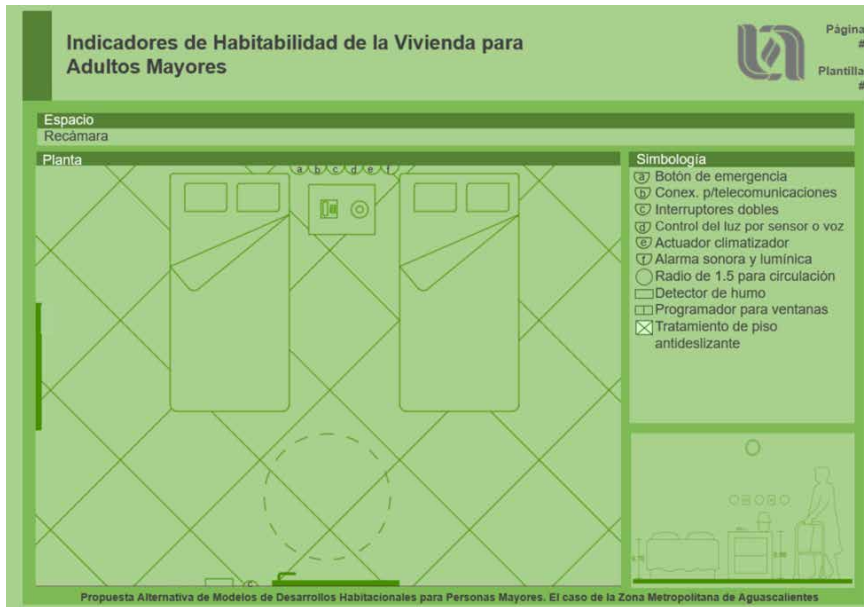 Indicadores de Habitabilidad de la Vivienda para
Adultos Mayores
Página
#
Plantilla
#
Espacio
Recámara
Planta
a b c d e f
c
Simbología
a Botón de emergencia
b Conex. p/telecomunicaciones
c Interruptores dobles
d Control del luz por sensor o voz
e Actuador climatizador
f Alarma sonora y lumínica
Radio de 1.5 para circulación
Detector de humo
Programador para ventanas
Tratamiento de piso
antideslizante
Propuesta Alternativa de Modelos de Desarrollos Habitacionales para Personas Mayores. El caso de la Zona Metropolitana de Aguascalientes